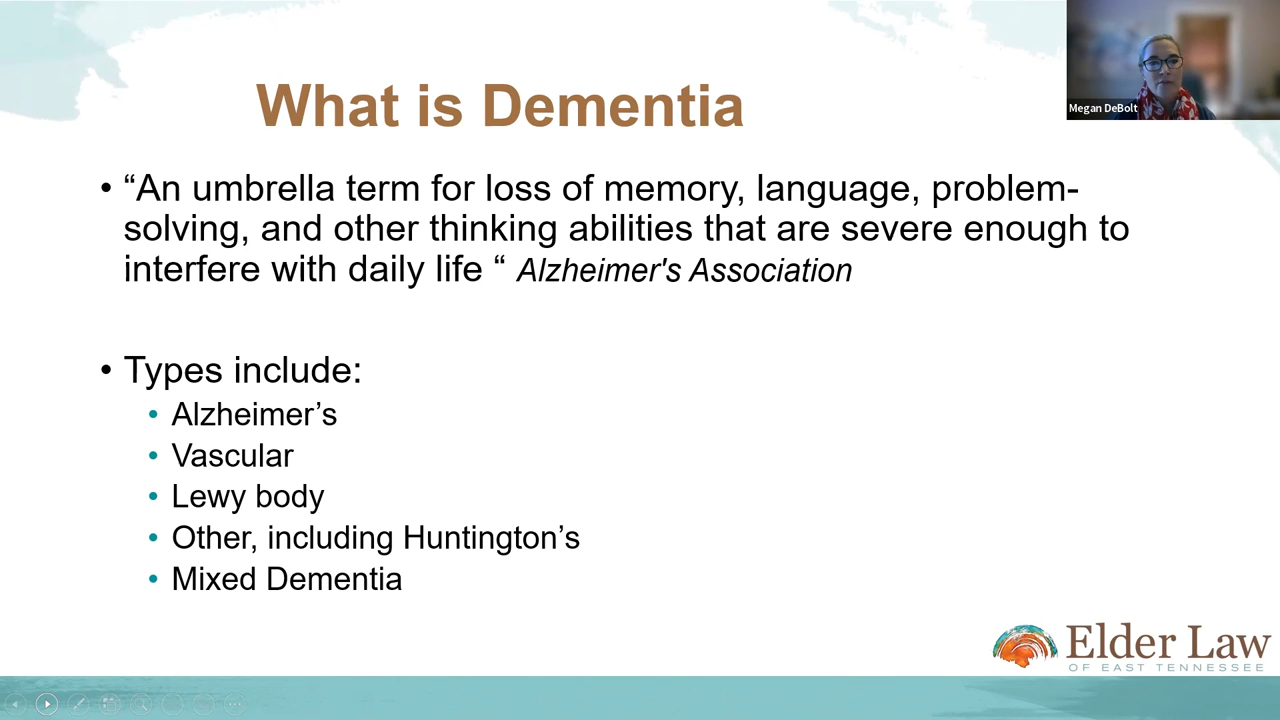 What is Dementia
Megan DeBolt
• “An umbrella term for loss of memory, language, problem-
solving, and other thinking abilities that are severe enough to
interfere with daily life “ Alzheimer's Association
• Types include:
• Alzheimer’s
• Vascular
• Lewy body
• Other, including Huntington’s
• Mixed Dementia
Elder Law
OF EAST TENNESSEE